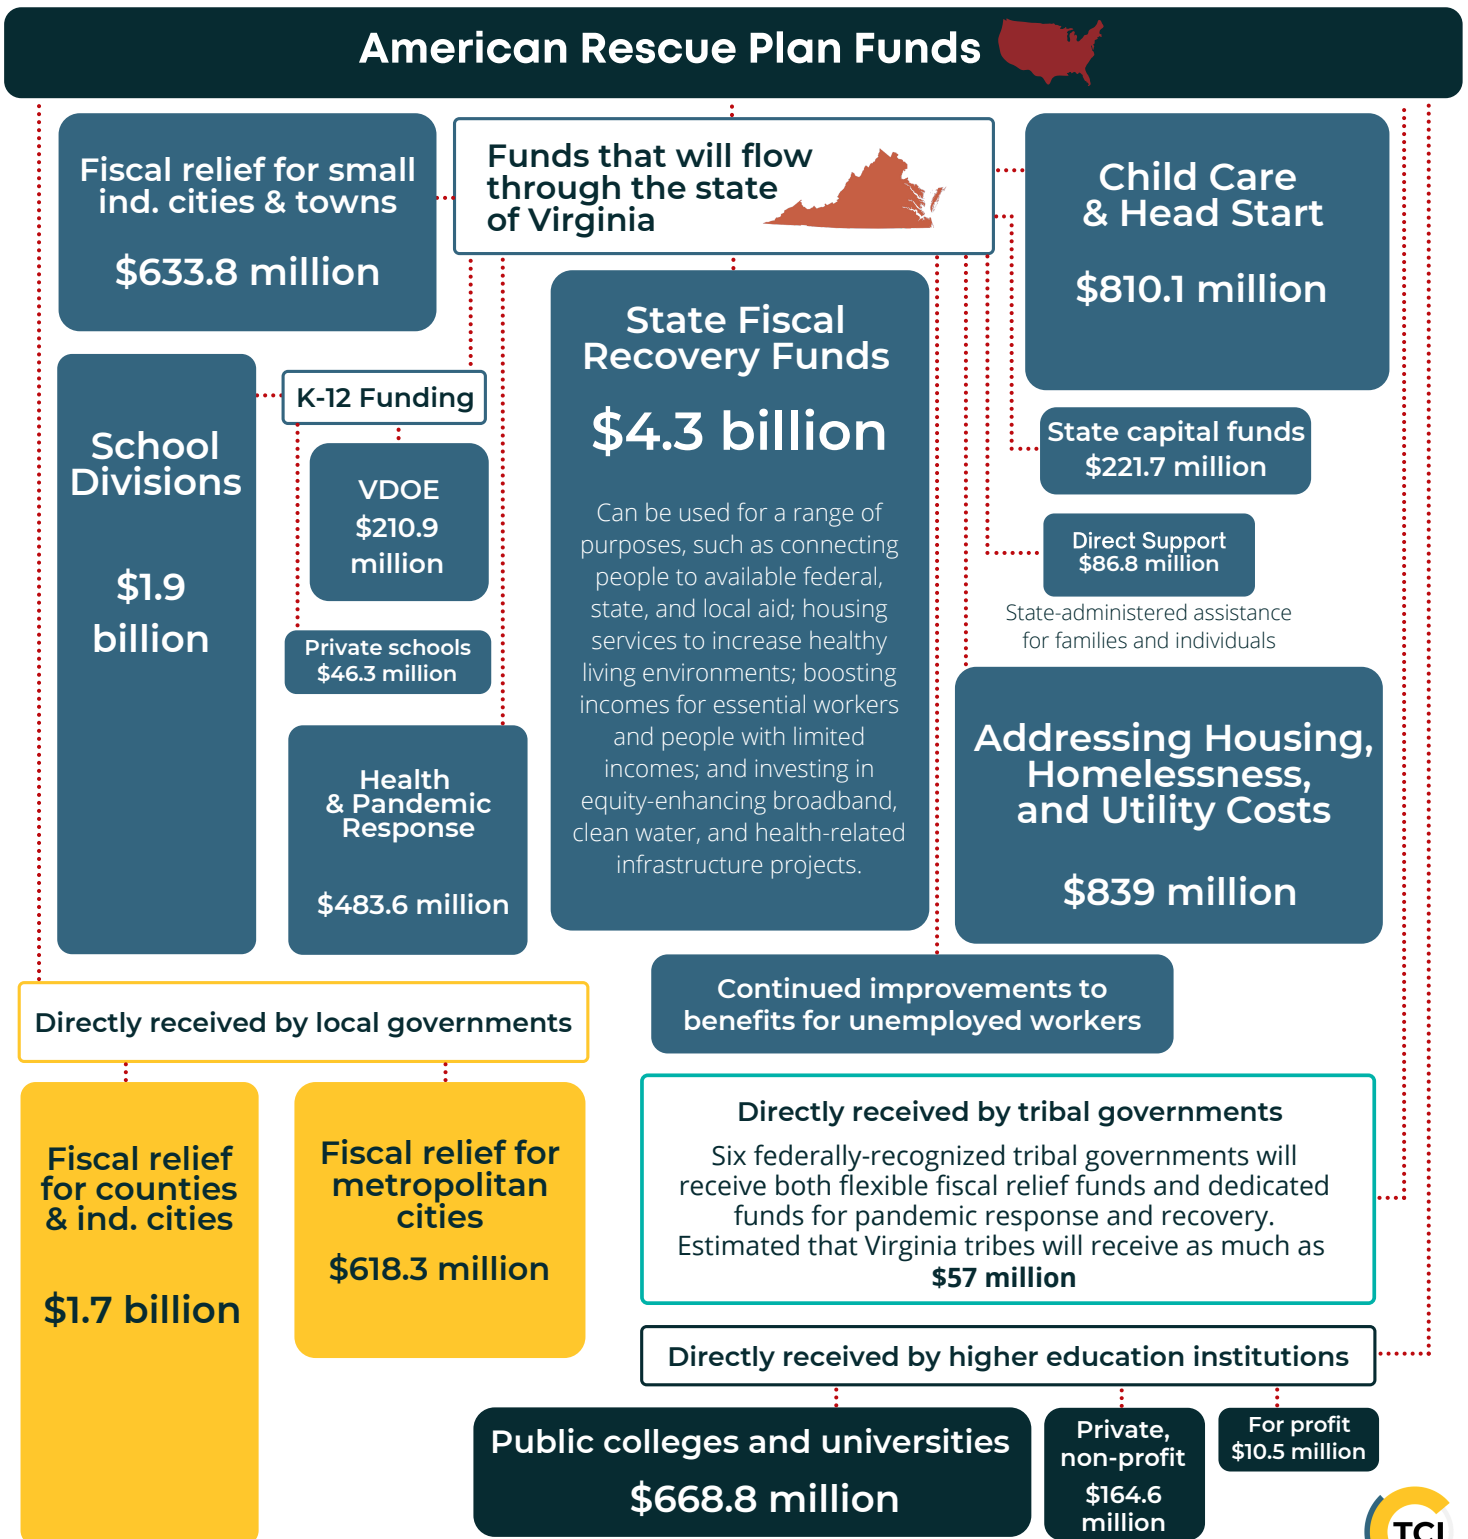 American Rescue Plan Funds
Fiscal relief for small
ind. cities & towns
$633.8 million
Funds that will flow
through the state
of Virginia
Child Care
& Head Start
$810.1 million
State Fiscal
Recovery Funds
$4.3 billion
Can be used for a range of
purposes, such as connecting
people to available federal,
state, and local aid; housing
services to increase healthy
living environments; boosting
incomes for essential workers
and people with limited
incomes; and investing in
equity-enhancing broadband,
clean water, and health-related
infrastructure projects.
School
Divisions
$1.9
billion
K-12 Funding
VDOE
$210.9
million
Private schools
$46.3 million
Health
& Pandemic
Response
$483.6 million
State capital funds
$221.7 million
Direct Support
$86.8 million
State-administered assistance
for families and individuals
Addressing Housing,
Homelessness,
and Utility Costs
$839 million
Continued improvements to
benefits for unemployed workers
Directly received by local governments
Fiscal relief
for counties
& ind. cities
$1.7 billion
Fiscal relief for
metropolitan
cities
$618.3 million
Directly received by tribal governments
Six federally-recognized tribal governments will
receive both flexible fiscal relief funds and dedicated
funds for pandemic response and recovery.
Estimated that Virginia tribes will receive as much as
$57 million
Directly received by higher education institutions
Public colleges and universities
$668.8 million
Private,
non-profit
$164.6
million
For profit
$10.5 million
TCI